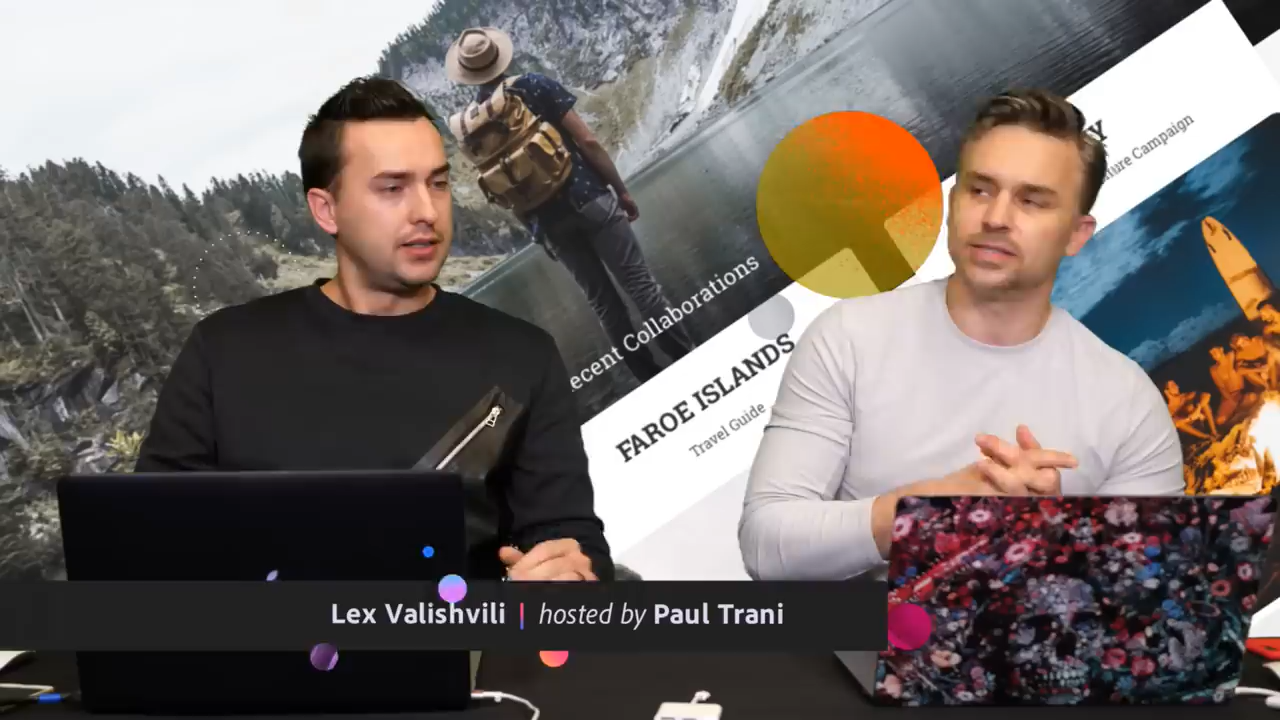 ecent Collaborations
FAROE ISLANDS
Travel Guide
Y
ture Campaign
Lex Valishvili | hosted by Paul Trani